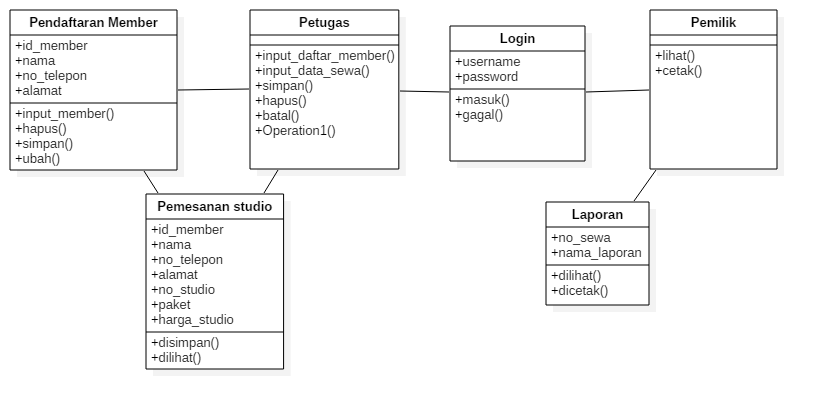 Pendaftaran Member
+id_member
+nama
+no_telepon
+alamat
+input_member()
+hapus()
+simpan()
+ubah()
Petugas
+input_daftar_member()
+input_data_sewa()
+simpan()
+hapus()
+batal()
+Operation1()
Login
+username
+password
+masuk()
+gagal()
Pemilik
+lihat()
+cetak()
Pemesanan studio
+id_member
+nama
+no_telepon
+alamat
+no_studio
+paket
+harga_studio
+disimpan()
+dilihat()
Laporan
+no_sewa
+nama_laporan
+dilihat()
+dicetak()